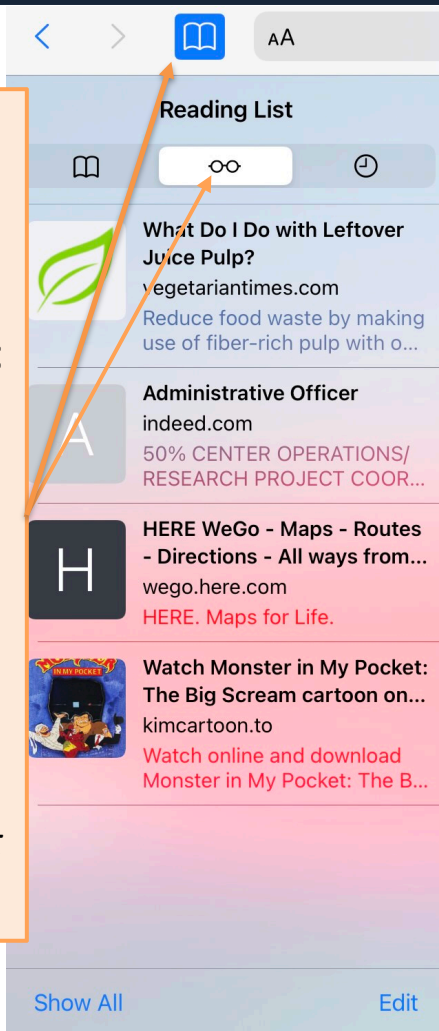 AA
Reading List
What Do I Do with Leftover
Juice Pulp?
vegetariantimes.com
Reduce food waste by making
use of fiber-rich pulp with o...
A
Administrative Officer
indeed.com
50% CENTER OPERATIONS/
RESEARCH PROJECT COOR...
H
HERE WeGo - Maps - Routes
- Directions - All ways from...
wego.here.com
HERE. Maps for Life.
IN MY POCKET
Watch Monster in My Pocket:
The Big Scream cartoon on...
kimcartoon.to
Watch online and download
Monster in My Pocket: The B...
Show All
Edit